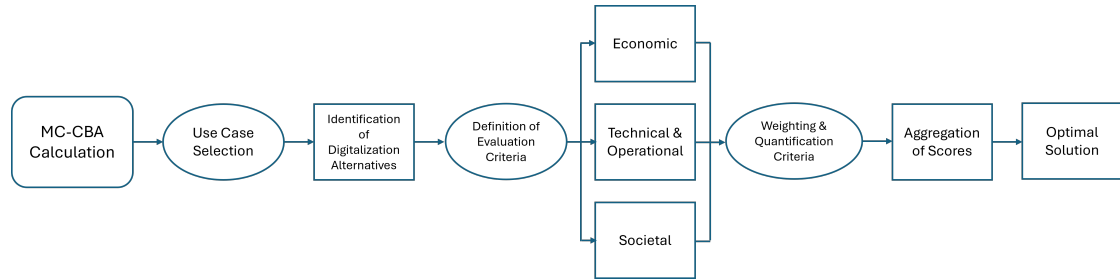 MC-CBA
Calculation
Use Case
Selection
Identification
of
Digitalization
Alternatives
Definition of
Evaluation
Criteria
Economic
Technical &
Operational
Societal
Weighting &
Quantification
Criteria
Aggregation
of Scores
Optimal
Solution